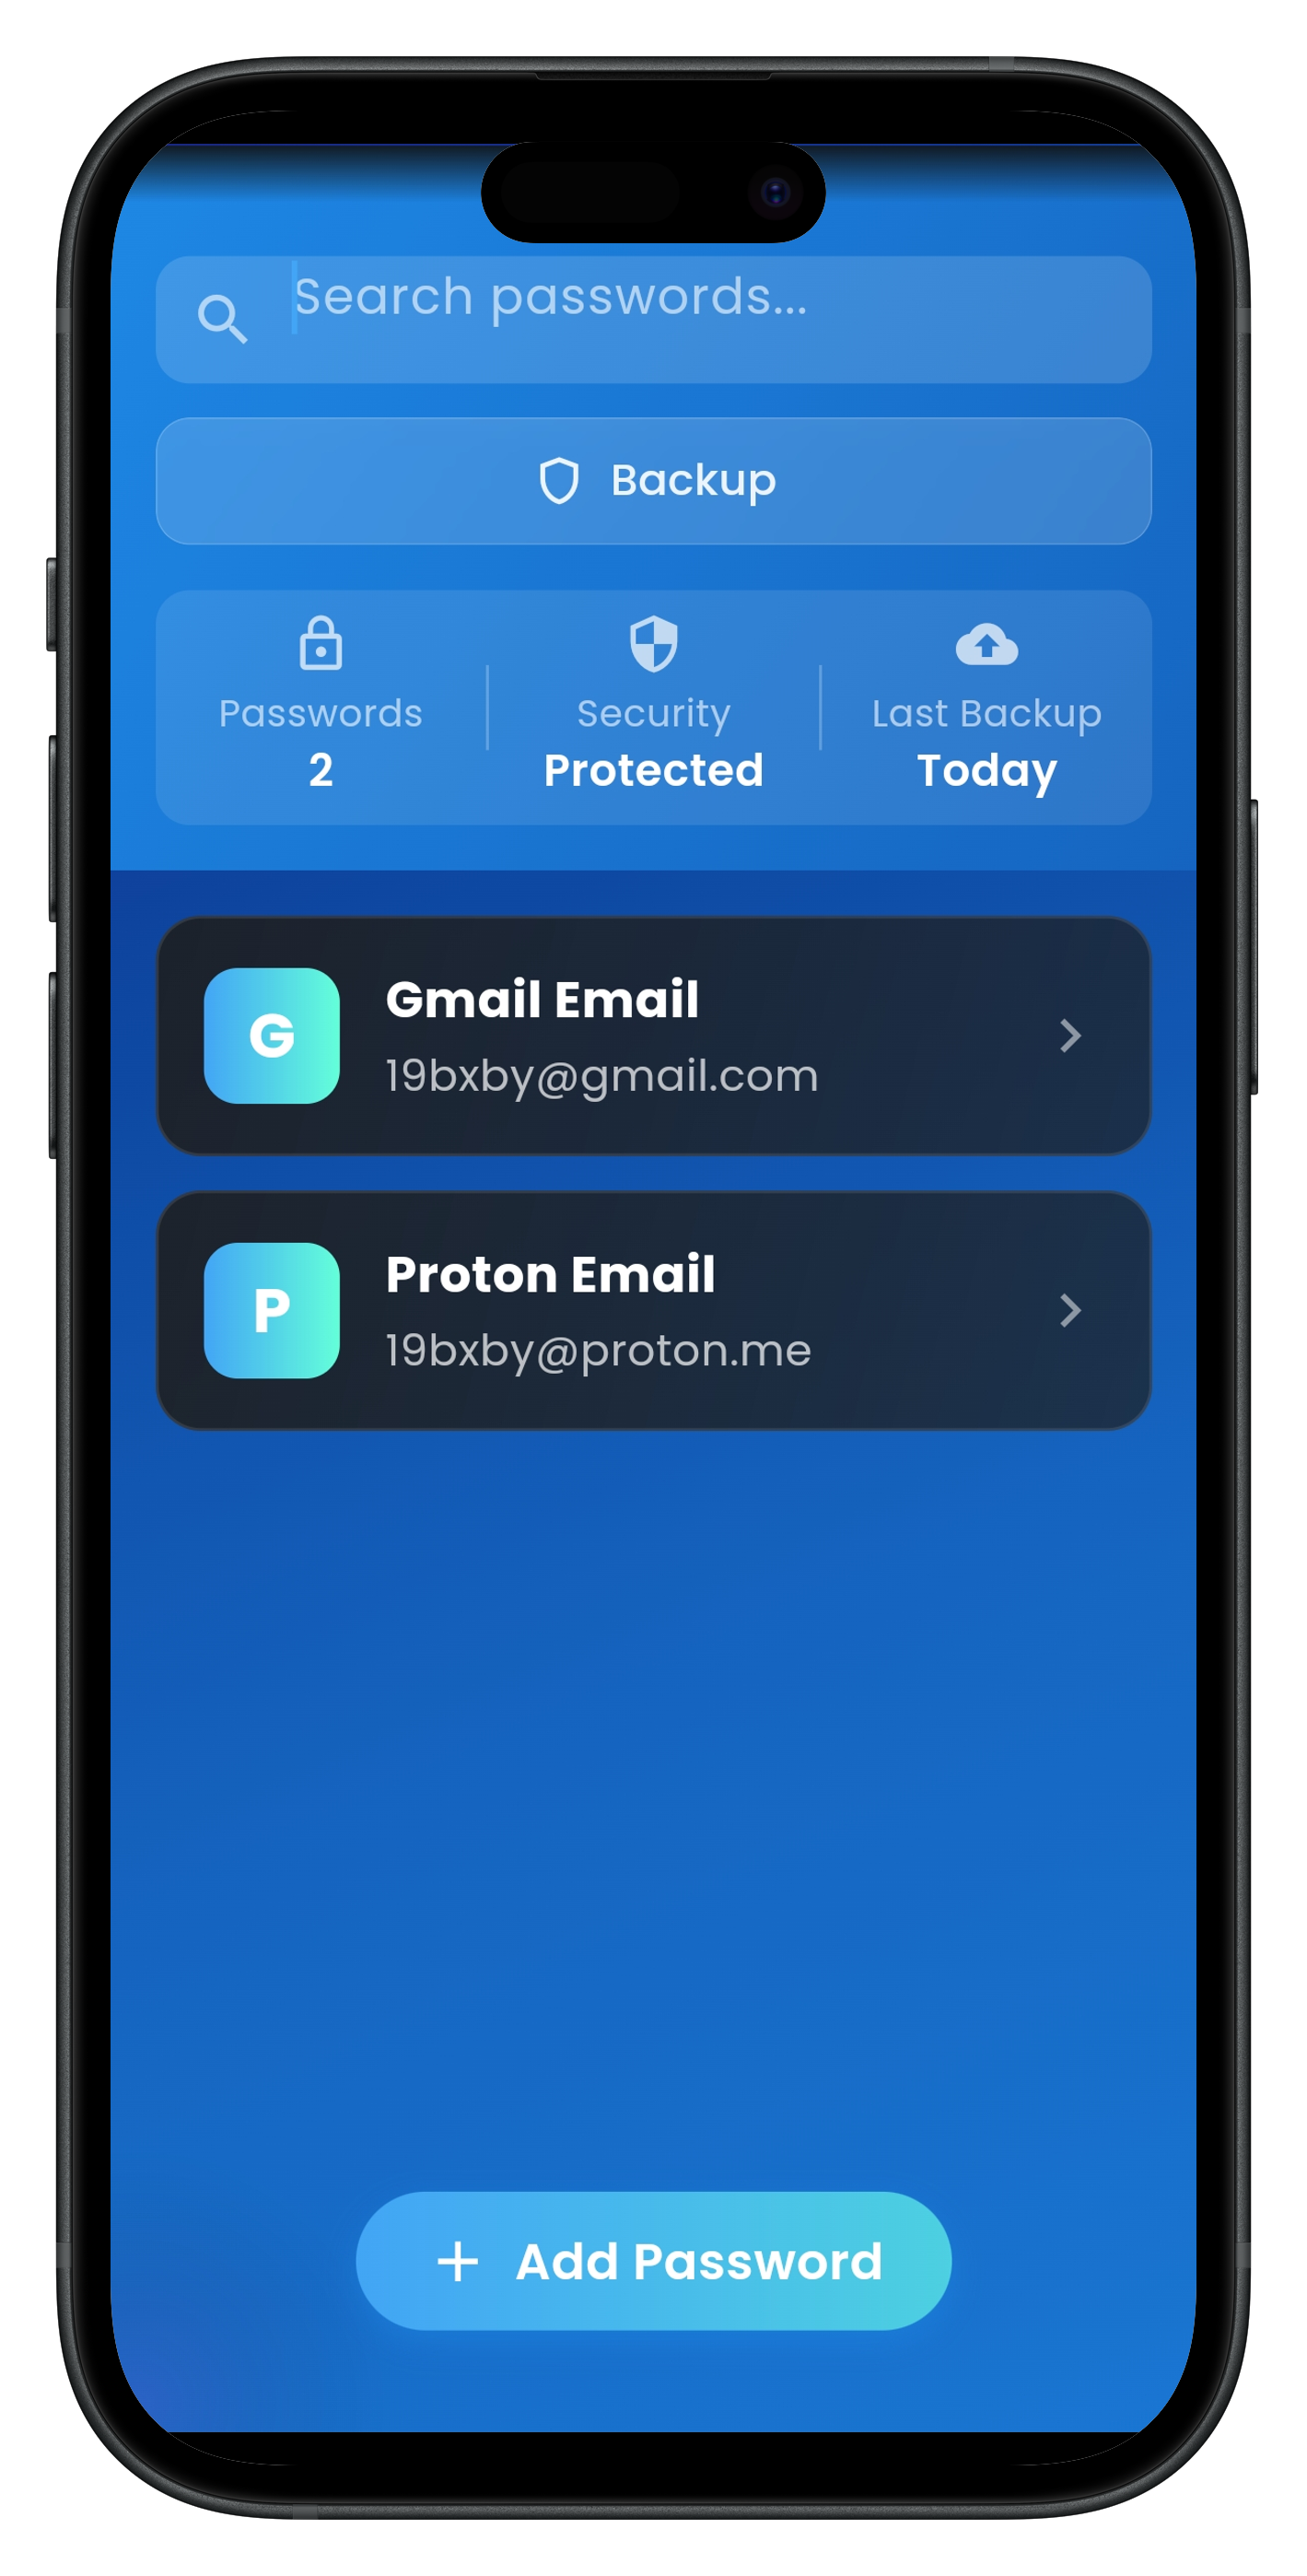 Search passwords...
Backup
Passwords
2
Security
Protected
Last Backup
Today
G
Gmail Email
19bxby@gmail.com
P
Proton Email
19bxby@proton.me
+ Add Password